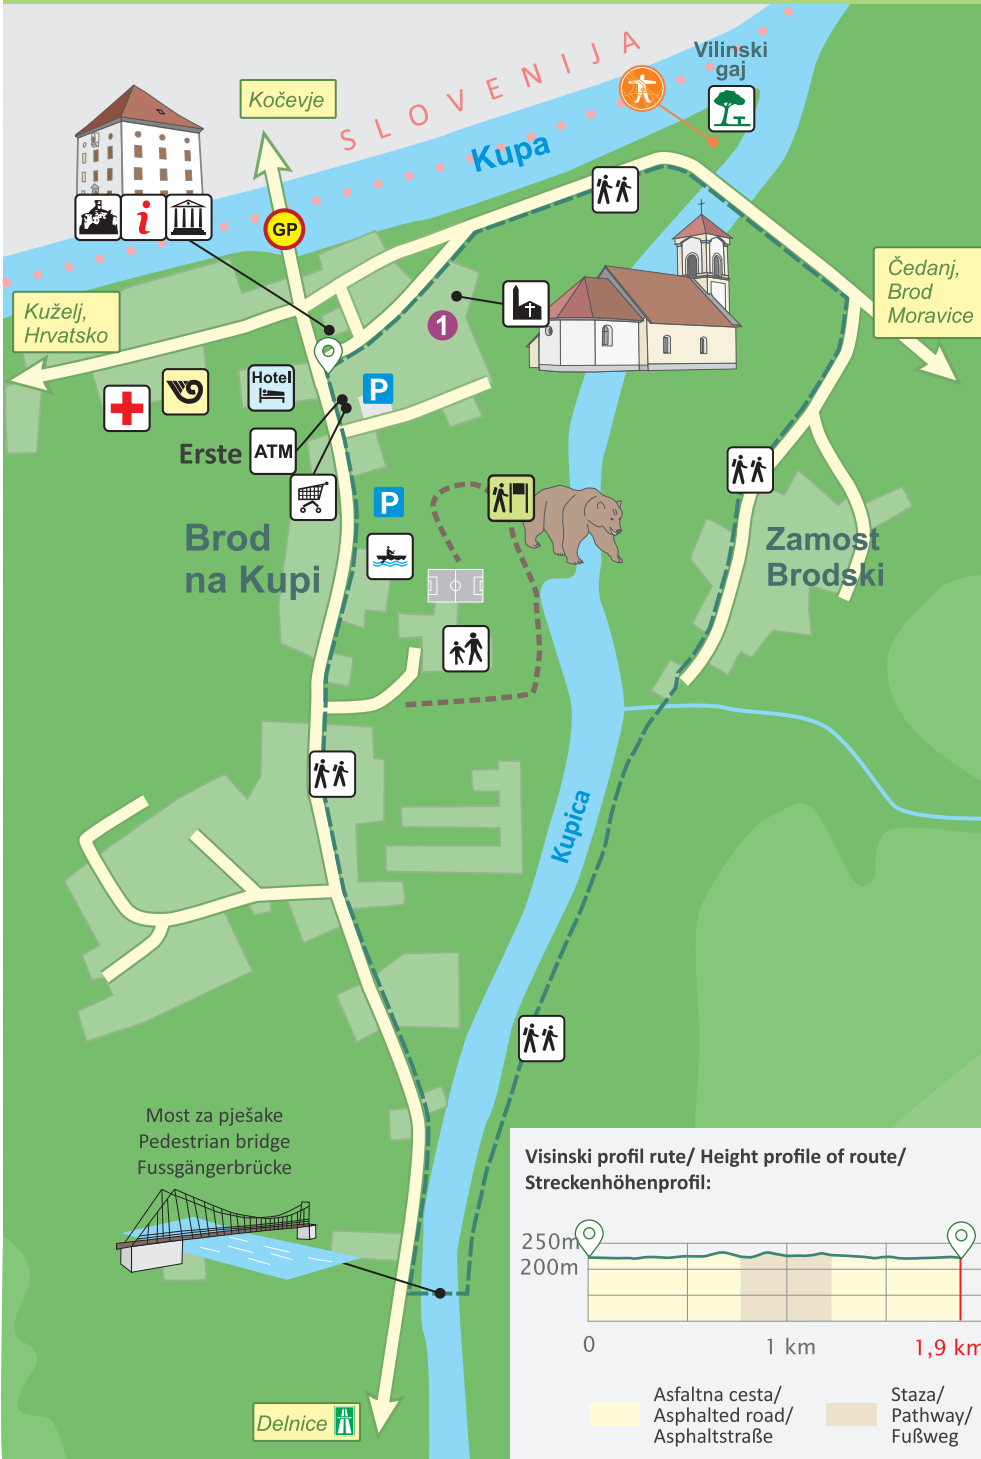 SLOVENIJA
Vilinski
gaj
Kočevje
Kupa
GP
i
Čedanj,
Brod
Moravice
Kuželj,
Hrvatsko
1
Hotel
P
Erste
ATM
P
Brod
na Kupi
Zamost
Brodski
Kupica
Most za pješake
Pedestrian bridge
Fussgängerbrücke
Delnice
Visinski profil rute/ Height profile of route/
Streckenhöhenprofil:
250m
200m
0
1 km
1,9 km
Asfaltna cesta/
Asphalted road/
Asphaltstraße
Staza/
Pathway/
Fußweg